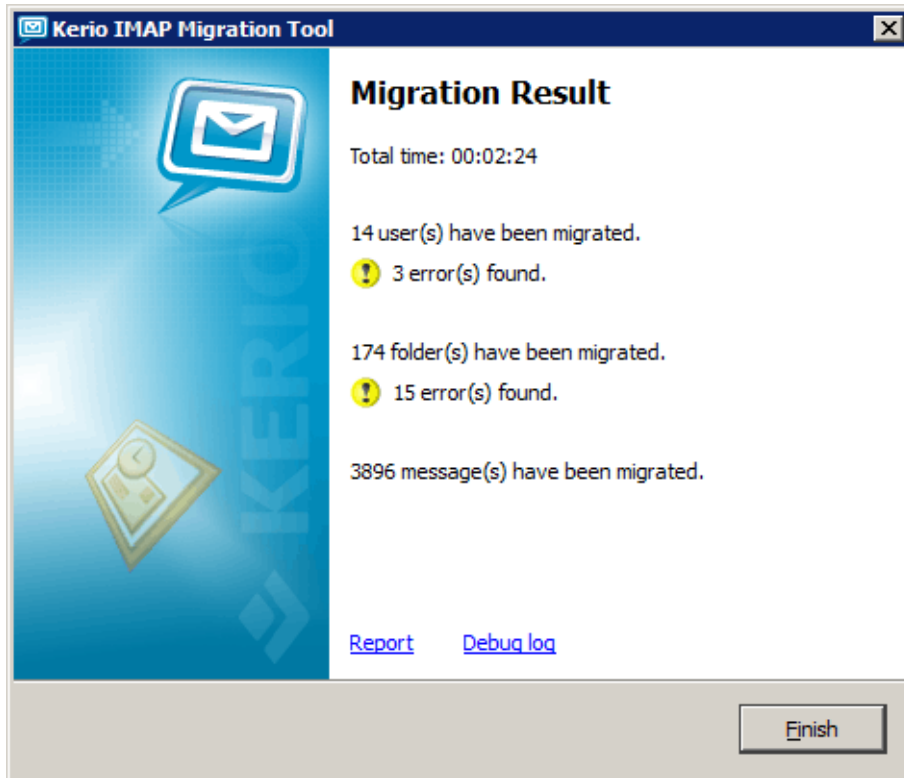 Kerio IMAP Migration Tool
Migration Result
Total time: 00:02:24
14 user(s) have been migrated.
3 error(s) found.
174 folder(s) have been migrated.
15 error(s) found.
3896 message(s) have been migrated.
KERIO
Report Debug log
Finish